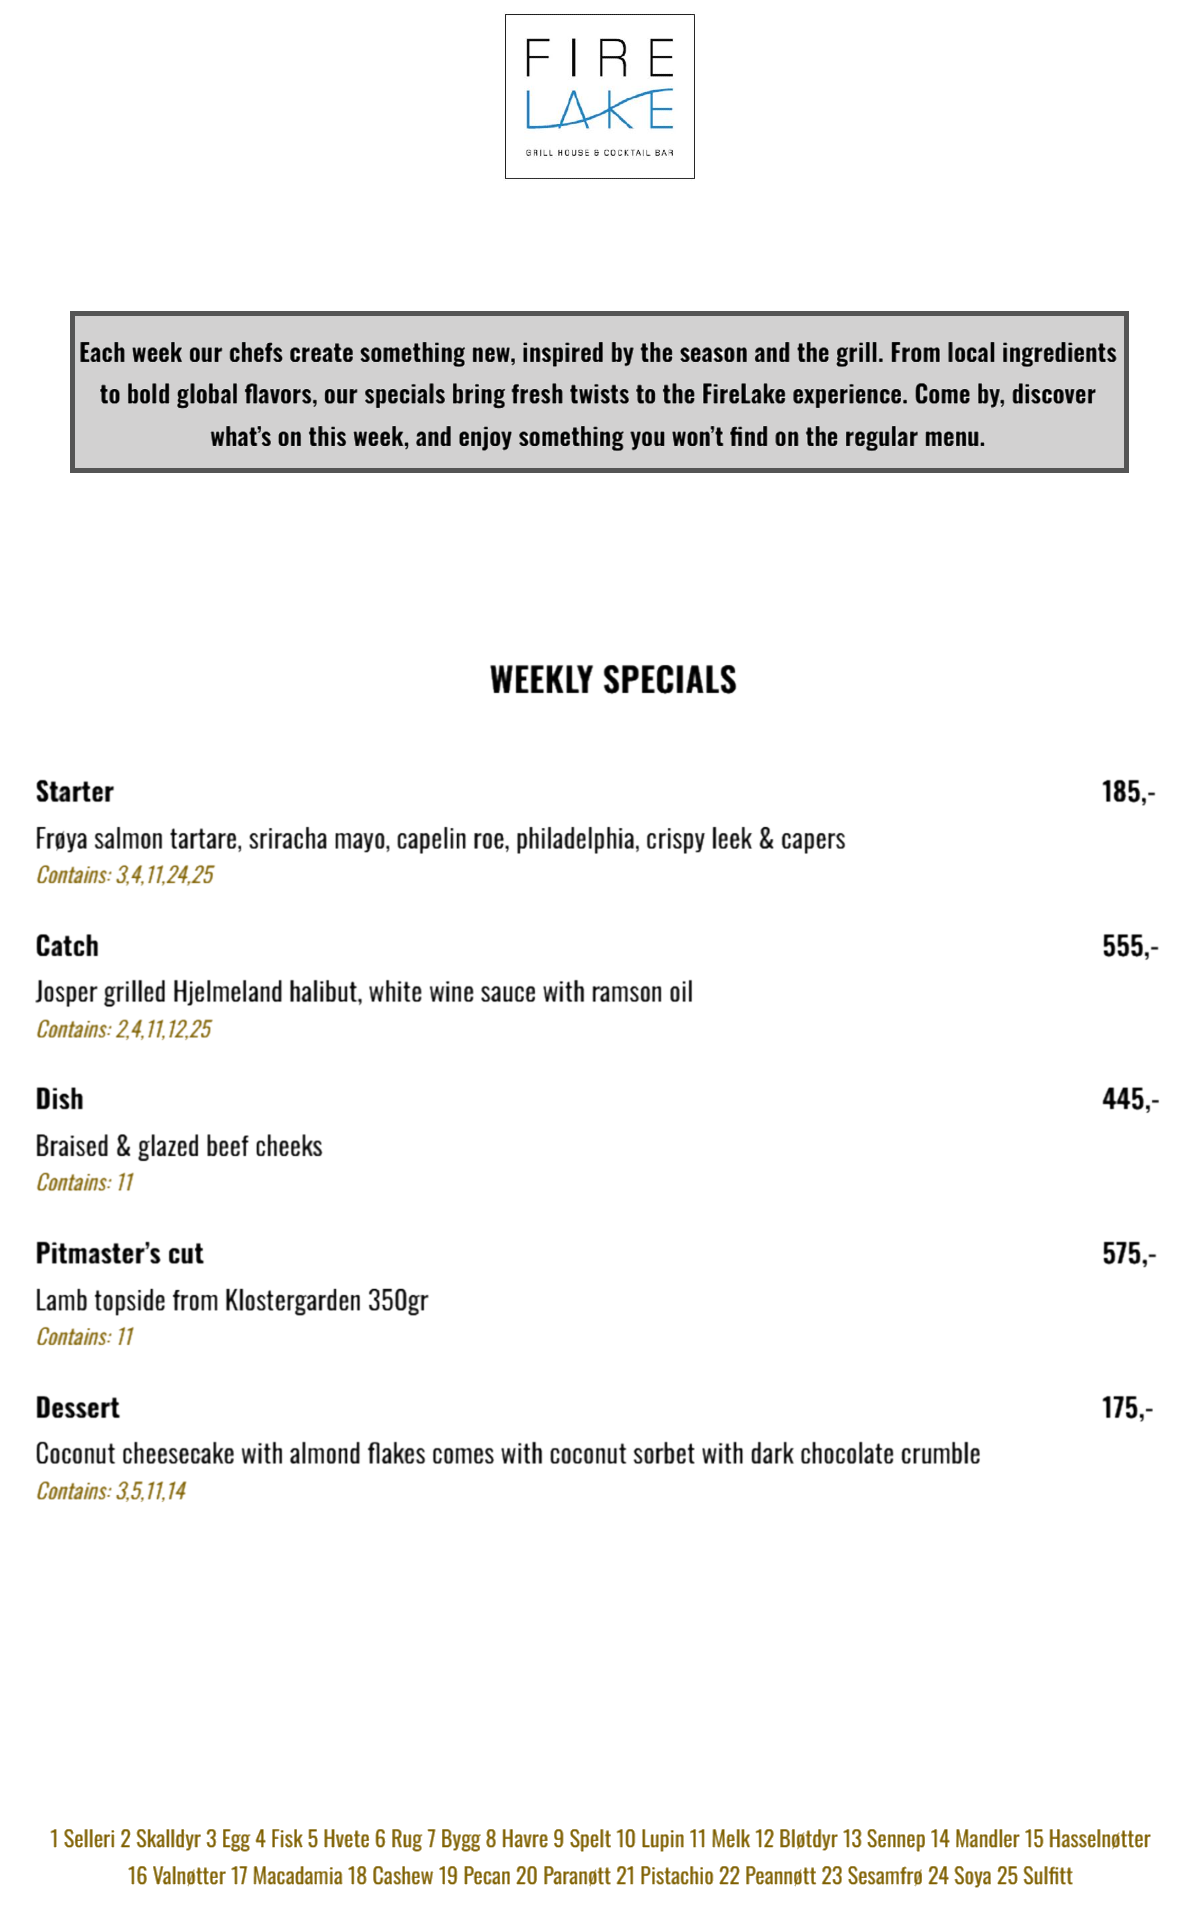 FIRE
LAKE
GRILL HOUSE & COCKTAIL BAR
Each week our chefs create something new, inspired by the season and the grill. From local ingredients
to bold global flavors, our specials bring fresh twists to the FireLake experience. Come by, discover
what’s on this week, and enjoy something you won’t find on the regular menu.
WEEKLY SPECIALS
Starter 185,-
Frøya salmon tartare, sriracha mayo, capelin roe, philadelphia, crispy leek & capers
Contains: 3,4,11,24,25
Catch 555,-
Josper grilled Hjelmeland halibut, white wine sauce with ramson oil
Contains: 2,4,11,12,25
Dish 445,-
Braised & glazed beef cheeks
Contains: 11
Pitmaster’s cut 575,-
Lamb topside from Klostergarden 350gr
Contains: 11
Dessert 175,-
Coconut cheesecake with almond flakes comes with coconut sorbet with dark chocolate crumble
Contains: 3,5,11,14
1 Selleri 2 Skalldyr 3 Egg 4 Fisk 5 Hvete 6 Rug 7 Bygg 8 Havre 9 Spelt 10 Lupin 11 Melk 12 Bløtdyr 13 Sennep 14 Mandler 15 Hasselnøtter
16 Valnøtter 17 Macadamia 18 Cashew 19 Pecan 20 Paranøtt 21 Pistachio 22 Peannøtt 23 Sesamfrø 24 Soya 25 Sulfitt